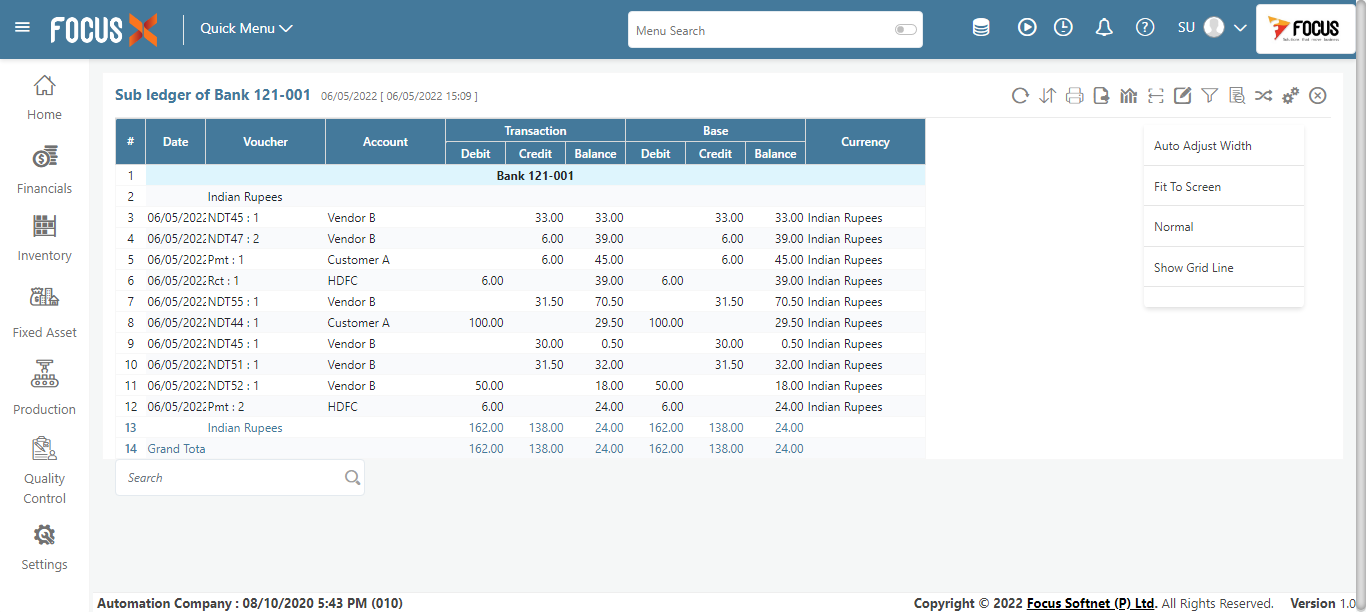 FOCUS X Quick Menu Menu Search SU FOCUS
Sub ledger of Bank 121-001 06/05/2022 [ 06/05/2022 15:09 ]
Home
Financials
Inventory
Fixed Asset
Production
Quality
Control
Settings
# Date Voucher Account Transaction Base Currency
Debit Credit Balance Debit Credit Balance
1 Bank 121-001
2 Indian Rupees
3 06/05/2022 NDT45 : 1 Vendor B 33.00 33.00 33.00 33.00 Indian Rupees
4 06/05/2022 NDT47 : 2 Vendor B 6.00 39.00 6.00 39.00 Indian Rupees
5 06/05/2022 Pmt : 1 Customer A 6.00 45.00 6.00 45.00 Indian Rupees
6 06/05/2022 Rct : 1 HDFC 6.00 39.00 6.00 39.00 Indian Rupees
7 06/05/2022 NDT55 : 1 Vendor B 31.50 70.50 31.50 70.50 Indian Rupees
8 06/05/2022 NDT44 : 1 Customer A 100.00 29.50 100.00 29.50 Indian Rupees
9 06/05/2022 NDT45 : 1 Vendor B 30.00 0.50 30.00 0.50 Indian Rupees
10 06/05/2022 NDT51 : 1 Vendor B 31.50 32.00 31.50 32.00 Indian Rupees
11 06/05/2022 NDT52 : 1 Vendor B 50.00 18.00 50.00 18.00 Indian Rupees
12 06/05/2022 Pmt : 2 HDFC 6.00 24.00 6.00 24.00 Indian Rupees
13 Indian Rupees 162.00 138.00 24.00 162.00 138.00 24.00
14 Grand Tota 162.00 138.00 24.00 162.00 138.00 24.00
Auto Adjust Width
Fit To Screen
Normal
Show Grid Line
Search
Automation Company : 08/10/2020 5:43 PM (010) Copyright © 2022 Focus Softnet (P) Ltd. All Rights Reserved. Version 1.0